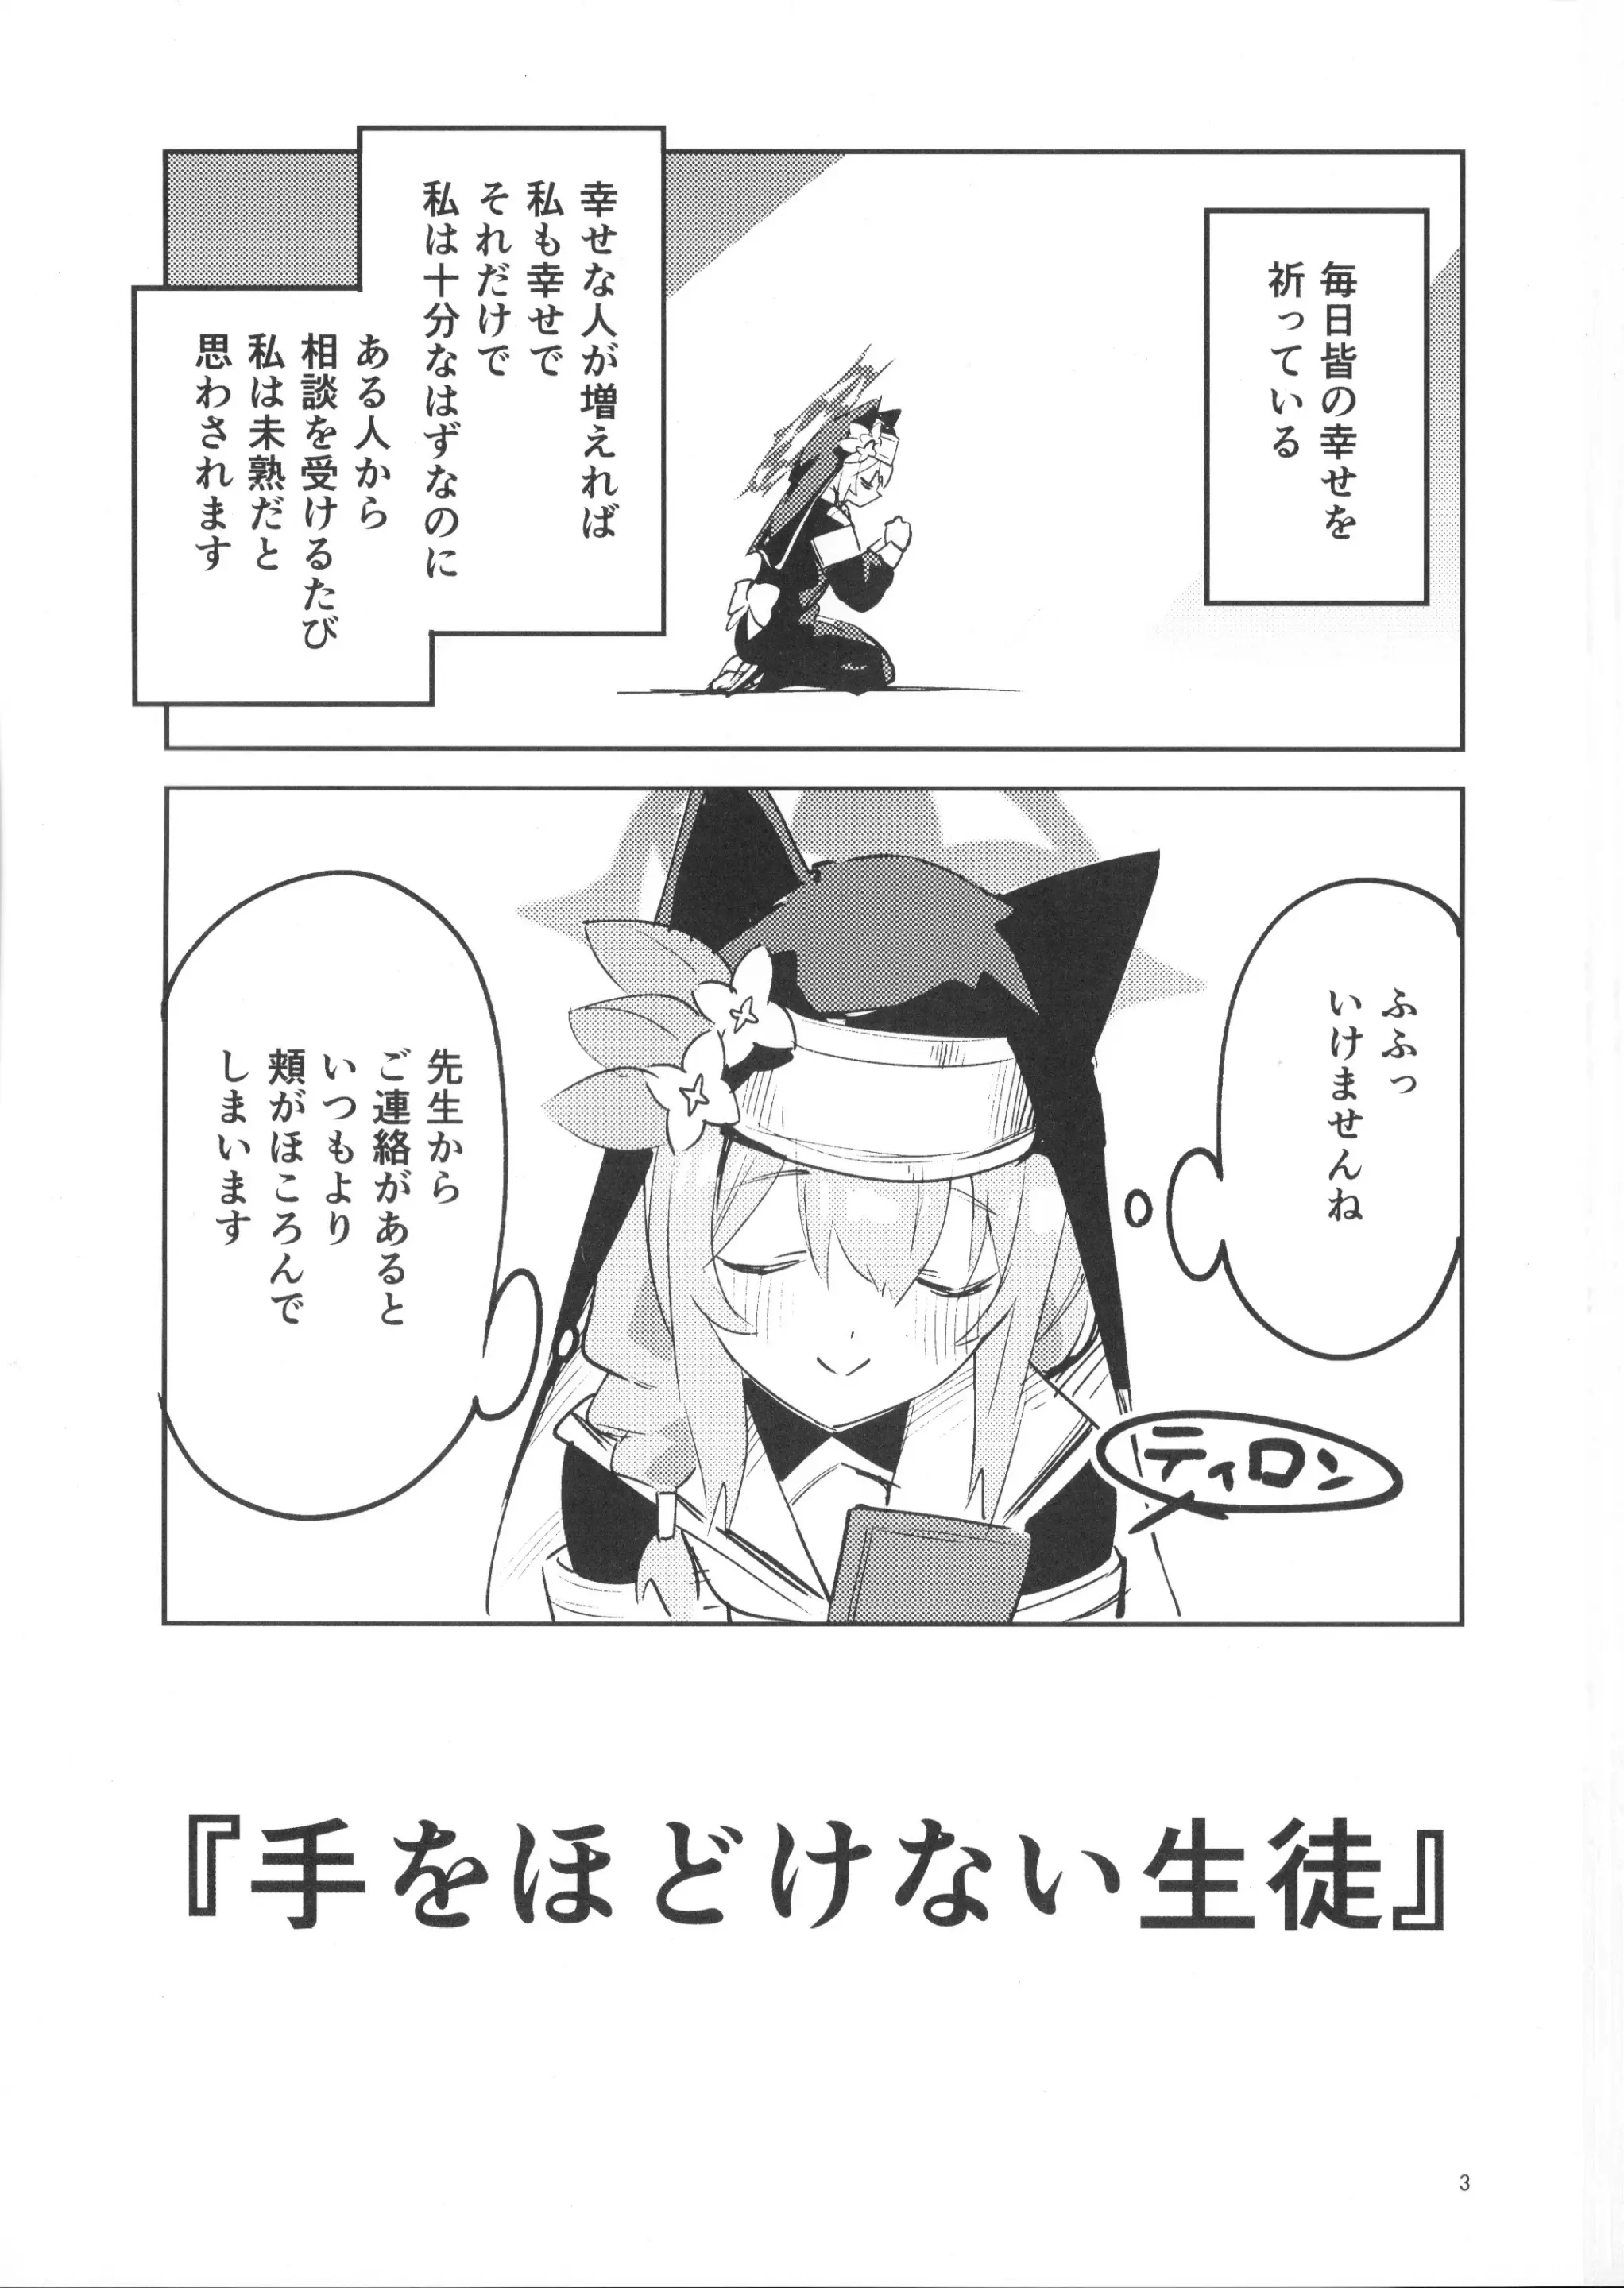 毎日皆の幸せを
祈っている
幸せな人が増えれば
私も幸せで
それだけで
私は十分なはずなのに
ある人から
相談を受けるたび
私は未熟だと
思わされます
ふふっ
いけませんね
ティロン
先生から
ご連絡があると
いつもより
頬がほころんで
しまいます
『手をほどけない生徒』
3